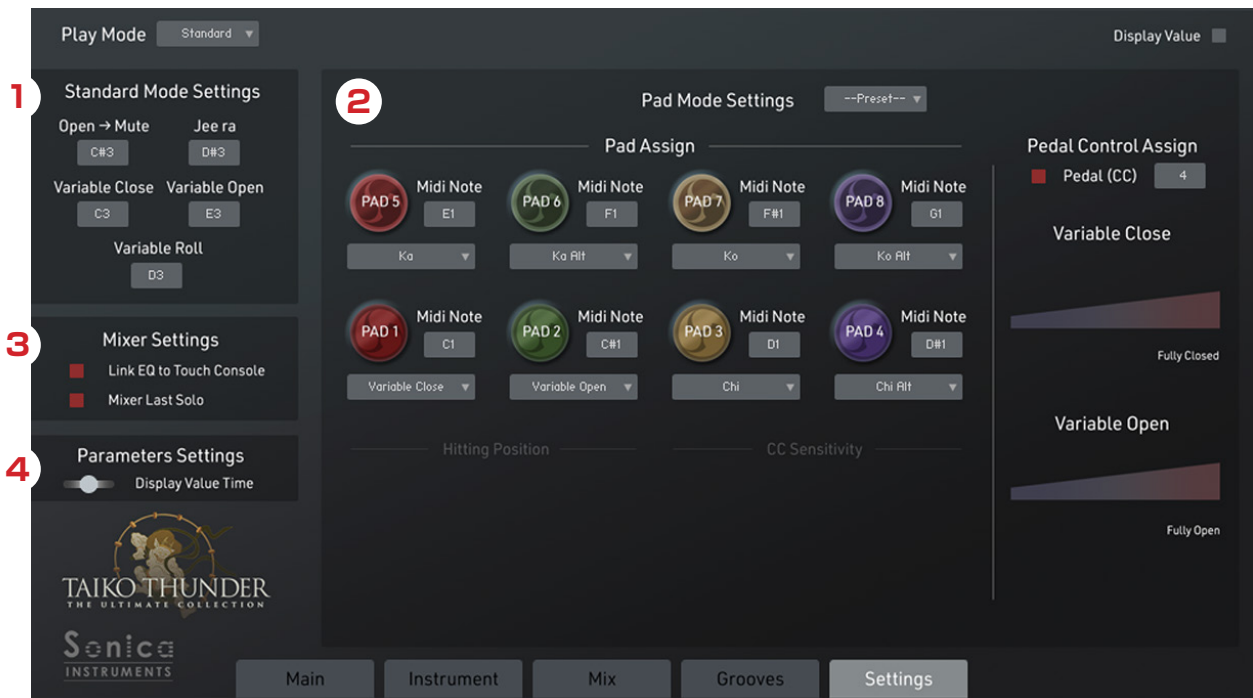 Play Mode Standard
Display Value
1
Standard Mode Settings
Open → Mute Jee ra
C#3 D#3
Variable Close Variable Open
C3 E3
Variable Roll
D3
3
Mixer Settings
Link EQ to Touch Console
Mixer Last Solo
4
Parameters Settings
Display Value Time
TAIKO THUNDER
THE ULTIMATE COLLECTION
Sonica
INSTRUMENTS
2
Pad Mode Settings --Preset--
Pad Assign
PAD 5 Midi Note E1 PAD 6 Midi Note F1 PAD 7 Midi Note F#1 PAD 8 Midi Note G1
Ka Ka Alt Ko Ko Alt
PAD 1 Midi Note C1 PAD 2 Midi Note C#1 PAD 3 Midi Note D1 PAD 4 Midi Note D#1
Variable Close Variable Open Chi Chi Alt
Hitting Position CC Sensitivity
Pedal Control Assign
Pedal (CC) 4
Variable Close
Fully Closed
Variable Open
Fully Open
Main Instrument Mix Grooves Settings